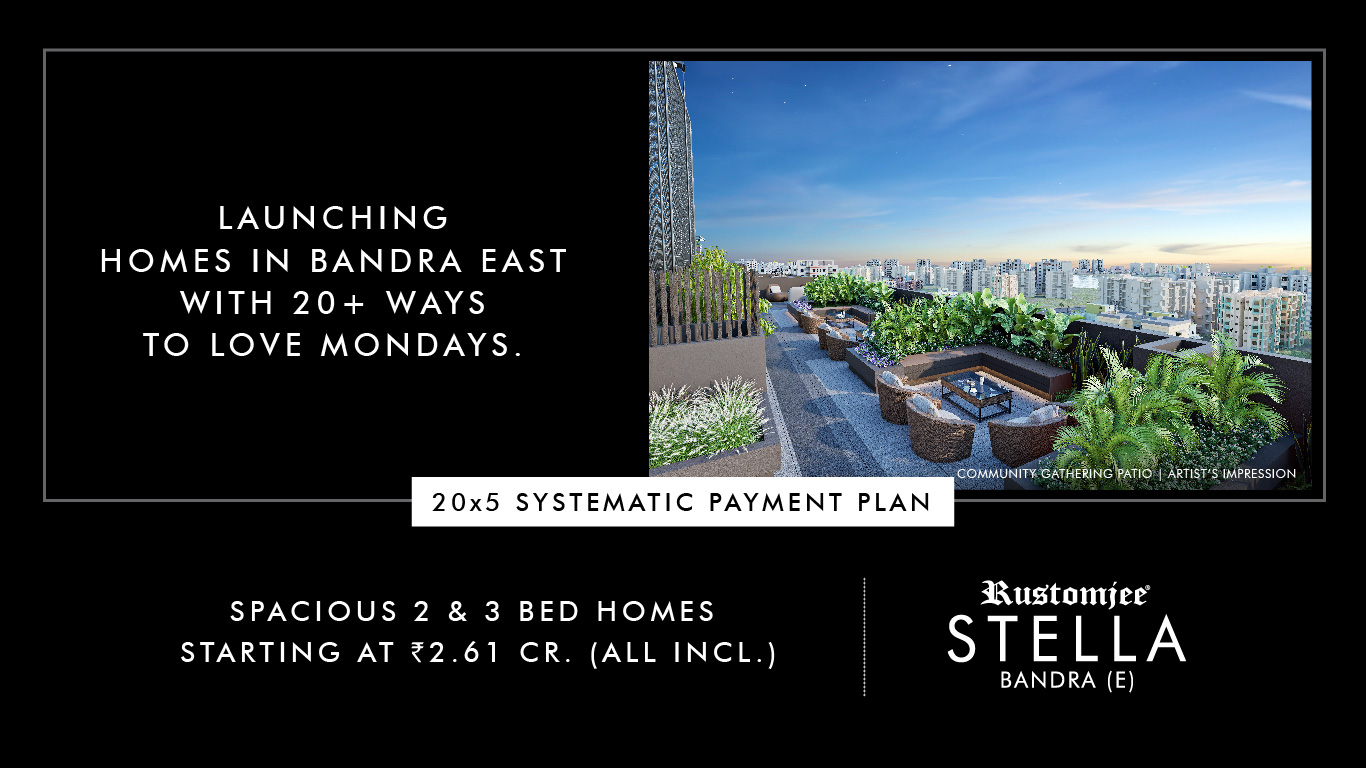 LAUNCHING
HOMES IN BANDRA EAST
WITH 20+ WAYS
TO LOVE MONDAYS.
COMMUNITY GATHERING PATIO | ARTIST'S IMPRESSION
20x5 SYSTEMATIC PAYMENT PLAN
SPACIOUS 2 & 3 BED HOMES
STARTING AT ₹2.61 CR. (ALL INCL.)
Rustomjee®
STELLA
BANDRA (E)